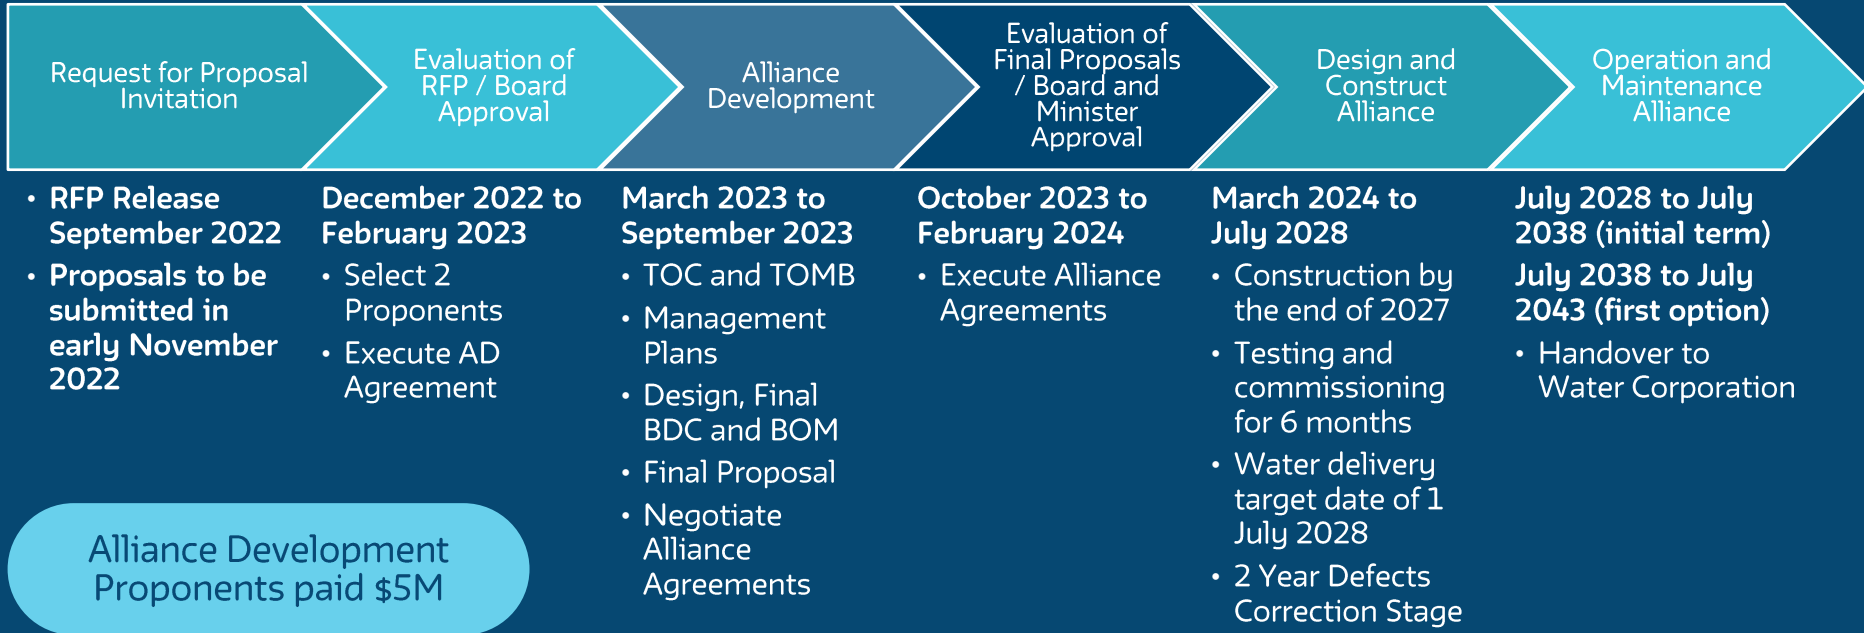 Request for Proposal
Invitation
Evaluation of
RFP / Board
Approval
Alliance
Development
Evaluation of
Final Proposals
/ Board and
Minister
Approval
Design and
Construct
Alliance
Operation and
Maintenance
Alliance
• RFP Release
September 2022
• Proposals to be
submitted in
early November
2022
December 2022 to
February 2023
• Select 2
Proponents
• Execute AD
Agreement
March 2023 to
September 2023
• TOC and TOMB
• Management
Plans
• Design, Final
BDC and BOM
• Final Proposal
• Negotiate
Alliance
Agreements
October 2023 to
February 2024
• Execute Alliance
Agreements
March 2024 to
July 2028
• Construction by
the end of 2027
• Testing and
commissioning
for 6 months
• Water delivery
target date of 1
July 2028
• 2 Year Defects
Correction Stage
July 2028 to July
2038 (initial term)
July 2038 to July
2043 (first option)
• Handover to
Water Corporation
Alliance Development
Proponents paid $5M